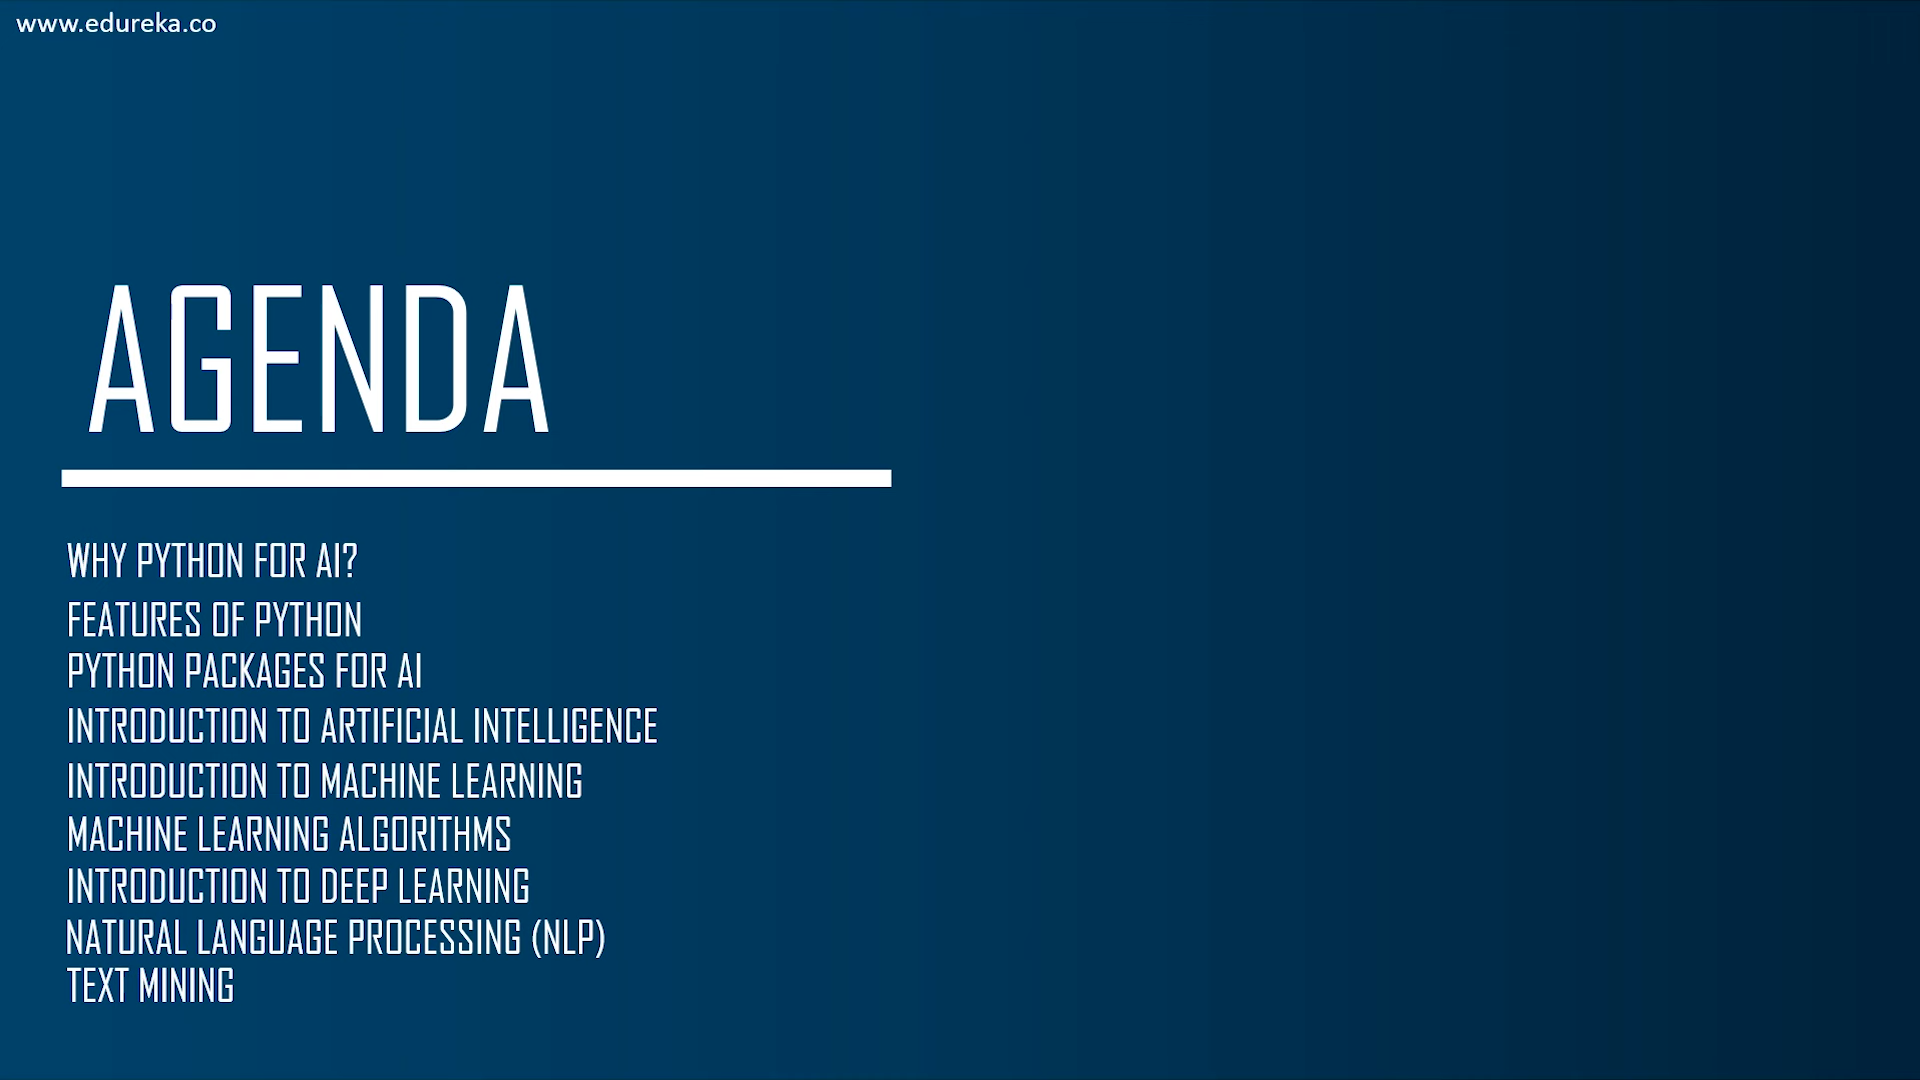 www.edureka.co
AGENDA
WHY PYTHON FOR AI?
FEATURES OF PYTHON
PYTHON PACKAGES FOR AI
INTRODUCTION TO ARTIFICIAL INTELLIGENCE
INTRODUCTION TO MACHINE LEARNING
MACHINE LEARNING ALGORITHMS
INTRODUCTION TO DEEP LEARNING
NATURAL LANGUAGE PROCESSING (NLP)
TEXT MINING